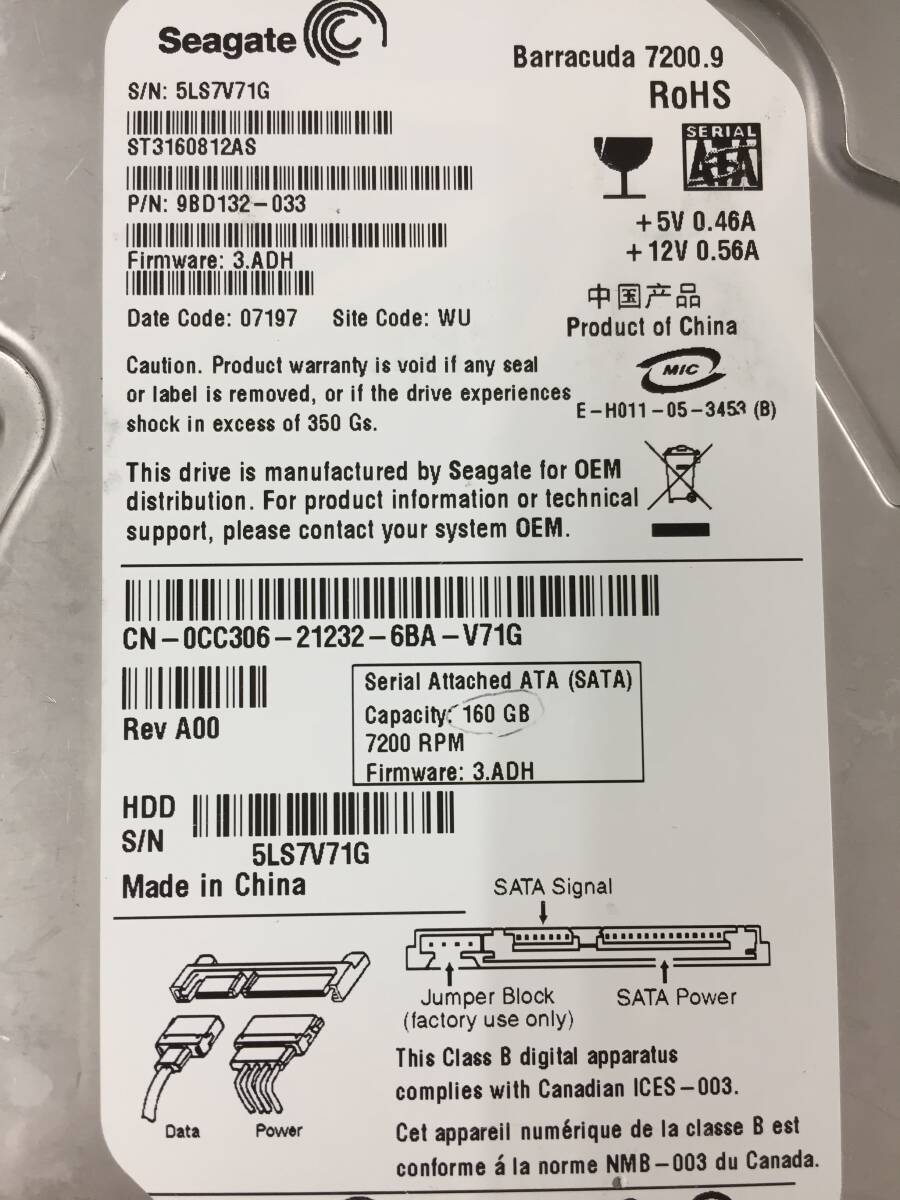 Seagate
Barracuda 7200.9
S/N: 5LS7V71G
RoHS
ST3160812AS
SERIAL
ATA
P/N: 9BD132-033
+5V 0.46A
+12V 0.56A
Firmware: 3.ADH
中国产品
Date Code: 07197 Site Code: WU
Product of China
Caution. Product warranty is void if any seal
or label is removed, or if the drive experiences
shock in excess of 350 Gs.
MIC
E-H011-05-3453 (B)
This drive is manufactured by Seagate for OEM
distribution. For product information or technical
support, please contact your system OEM.
CN-0CC306-21232-6BA-V71G
Rev A00
Serial Attached ATA (SATA)
Capacity: 160 GB
7200 RPM
Firmware: 3.ADH
HDD
S/N
5LS7V71G
Made in China
SATA Signal
Jumper Block
(factory use only)
SATA Power
Data
Power
This Class B digital apparatus
complies with Canadian ICES-003.
Cet appareil numérique de la classe B est
conforme á la norme NMB-003 du Canada.